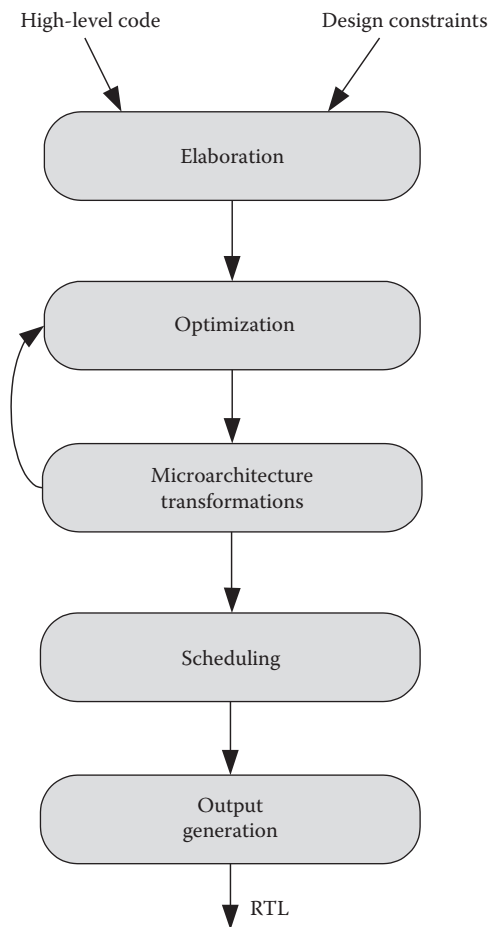 High-level code
Design constraints
Elaboration
Optimization
Microarchitecture
transformations
Scheduling
Output
generation
RTL